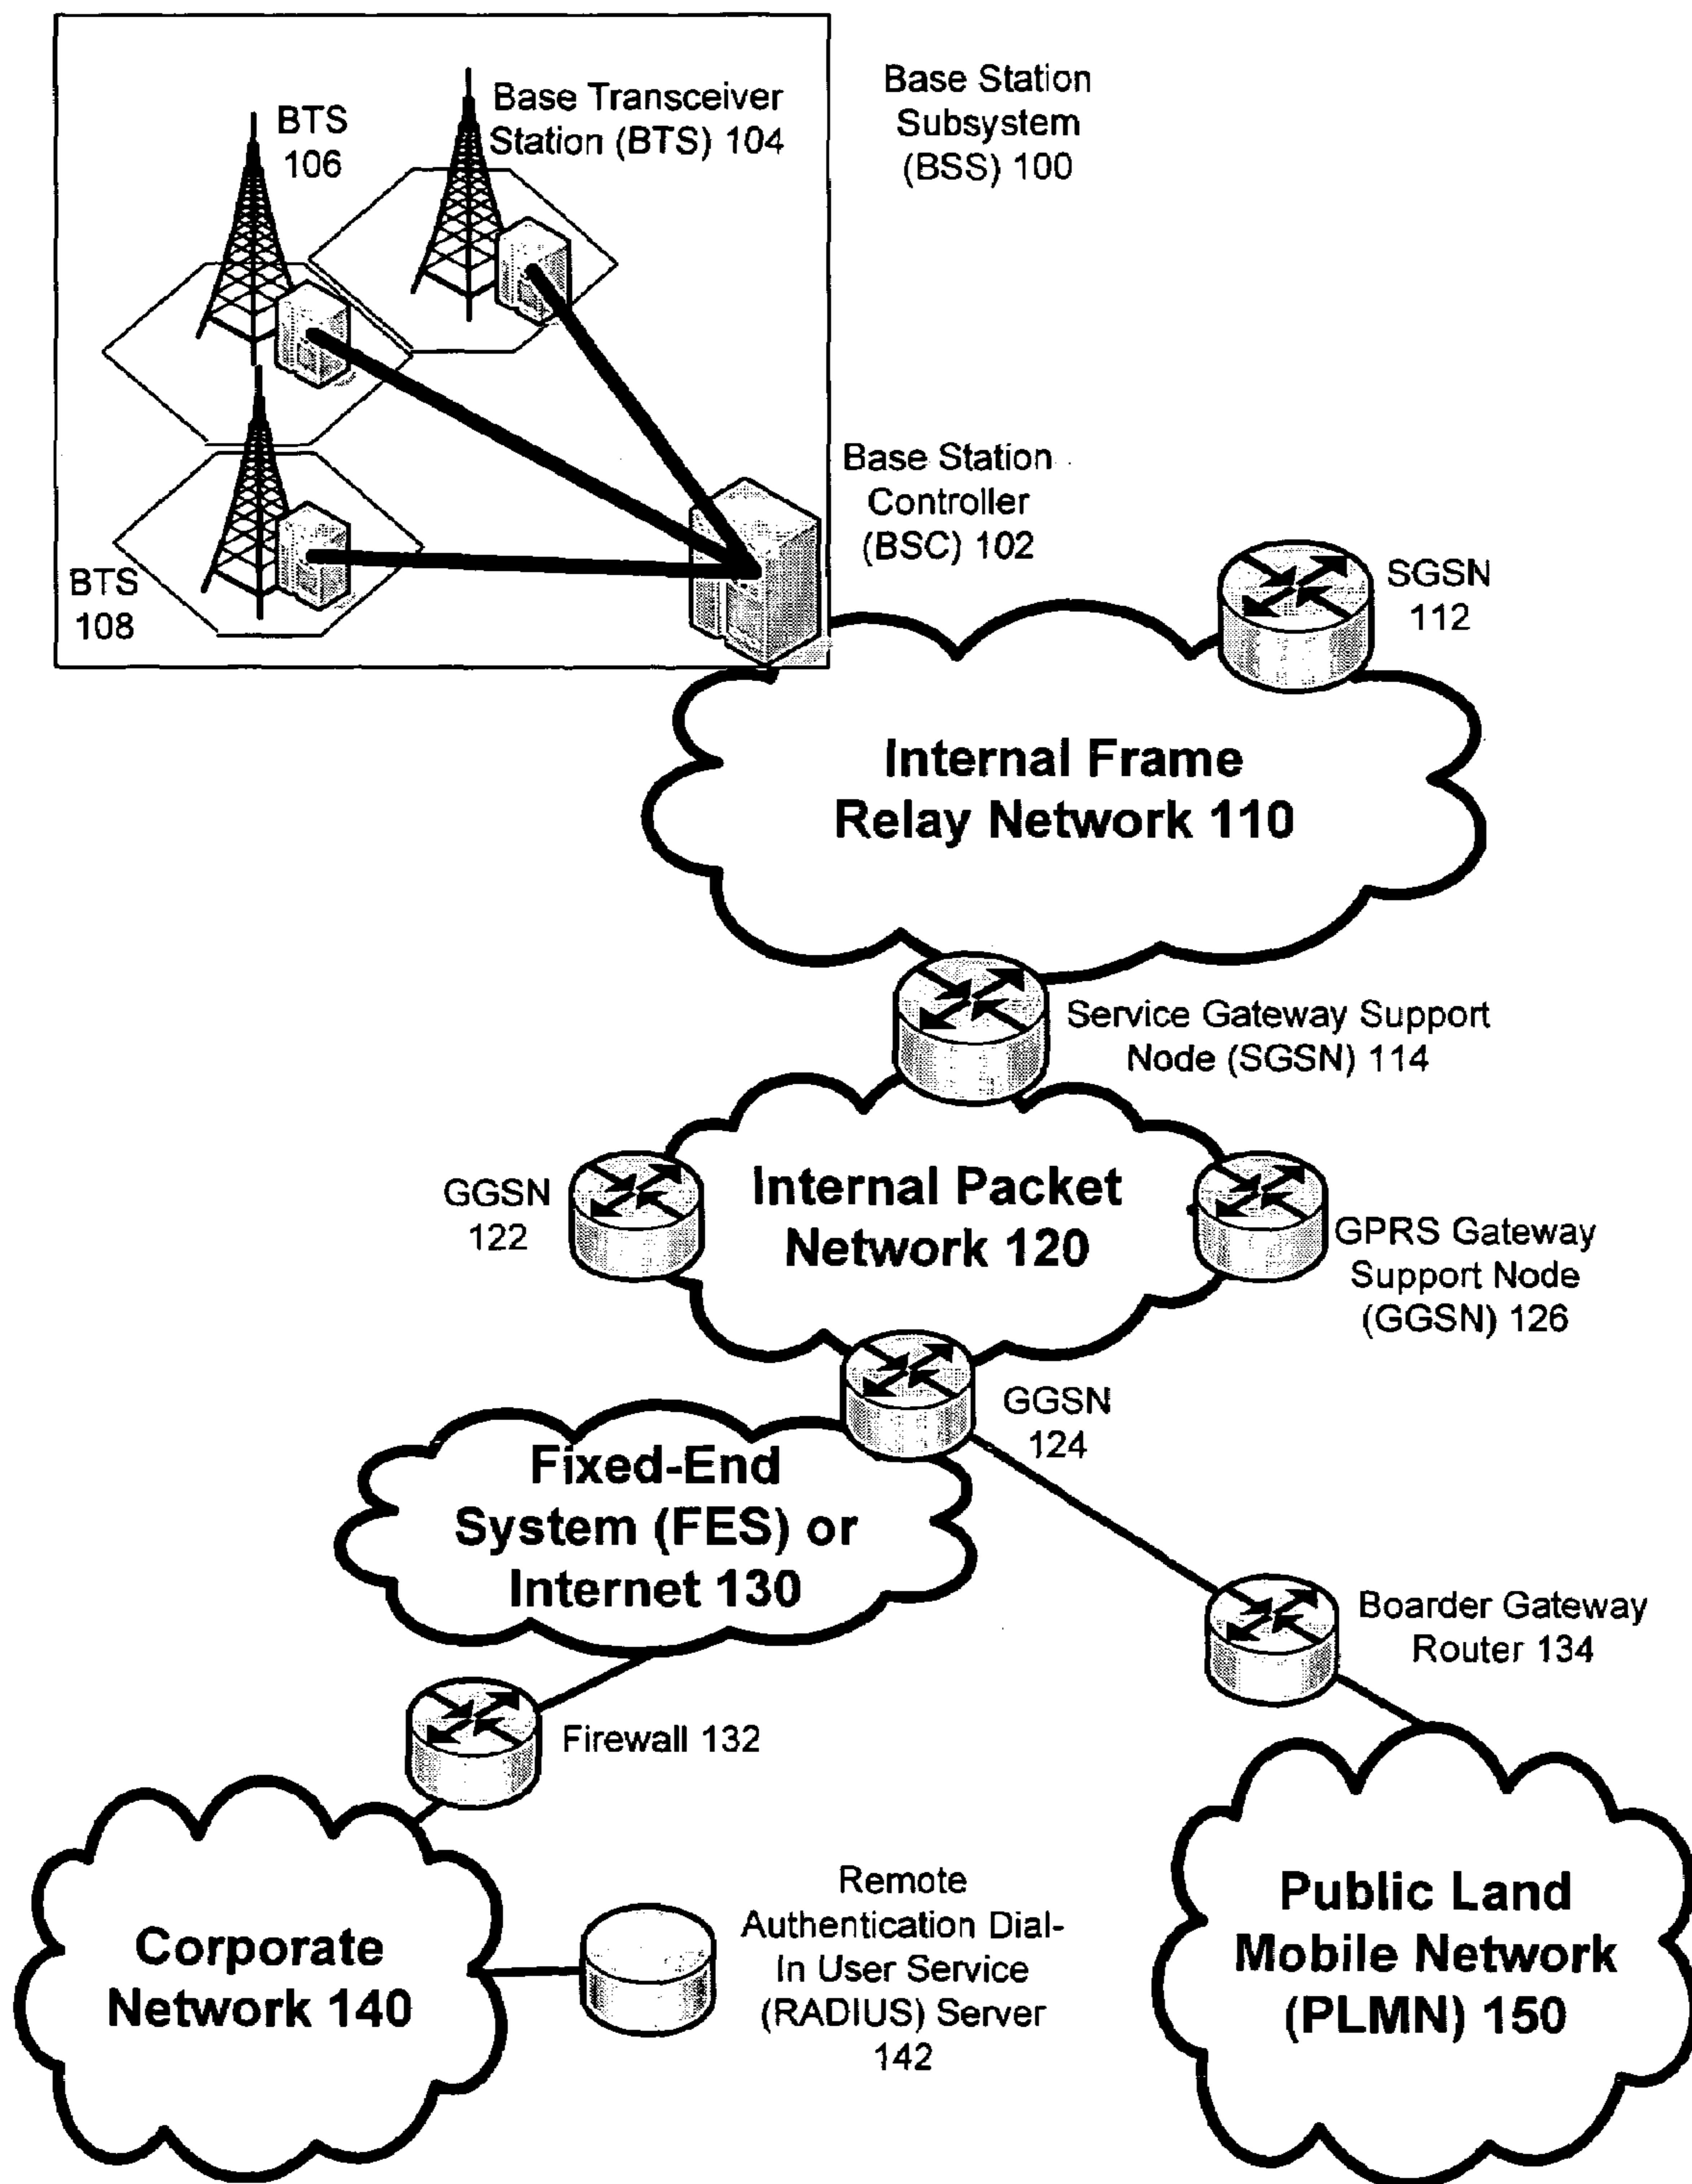 BTS
106
Base Transceiver
Station (BTS) 104
Base Station
Subsystem
(BSS) 100
BTS
108
Base Station
Controller
(BSC) 102
SGSN
112
Internal Frame
Relay Network 110
Service Gateway Support
Node (SGSN) 114
GGSN
122
Internal Packet
Network 120
GPRS Gateway
Support Node
(GGSN) 126
GGSN
124
Fixed-End
System (FES) or
Internet 130
Boarder Gateway
Router 134
Firewall 132
Corporate
Network 140
Remote
Authentication Dial-
In User Service
(RADIUS) Server
142
Public Land
Mobile Network
(PLMN) 150